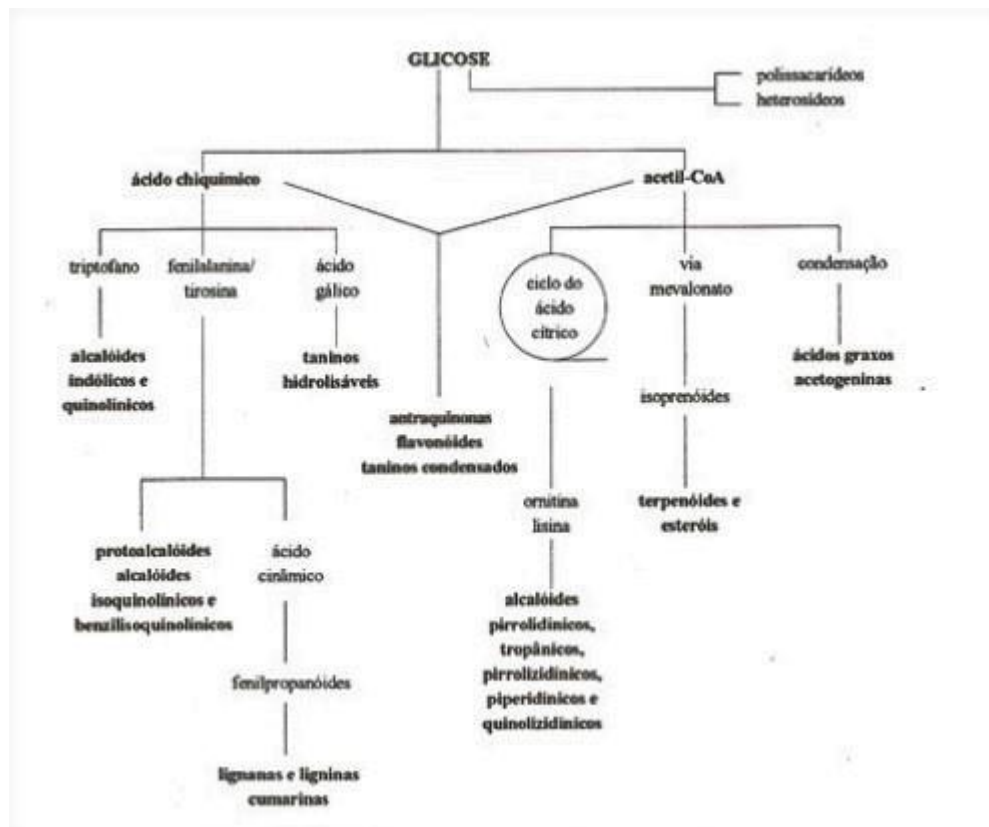 GLICOSE
polissacarídeos
heterosídeos
ácido chiquímico
acetil-CoA
triptofano
fenilalanina/
tirosina
ácido
gálico
ciclo do
ácido
cítrico
via
mevalonato
condensação
alcalóides
indólicos e
quinolínicos
taninos
hidrolisáveis
antraquinonas
flavonóides
taninos condensados
isoprenóides
ácidos graxos
acetogeninas
ornitina
lisina
terpenóides e
esteróis
protoalcalóides
alcalóides
isoquinolínicos e
benzilisoquinolínicos
ácido
cinâmico
alcalóides
pirrolidínicos,
tropânicos,
pirrolizidínicos,
piperidínicos e
quinolizidínicos
fenilpropanóides
lignanas e ligninas
cumarinas